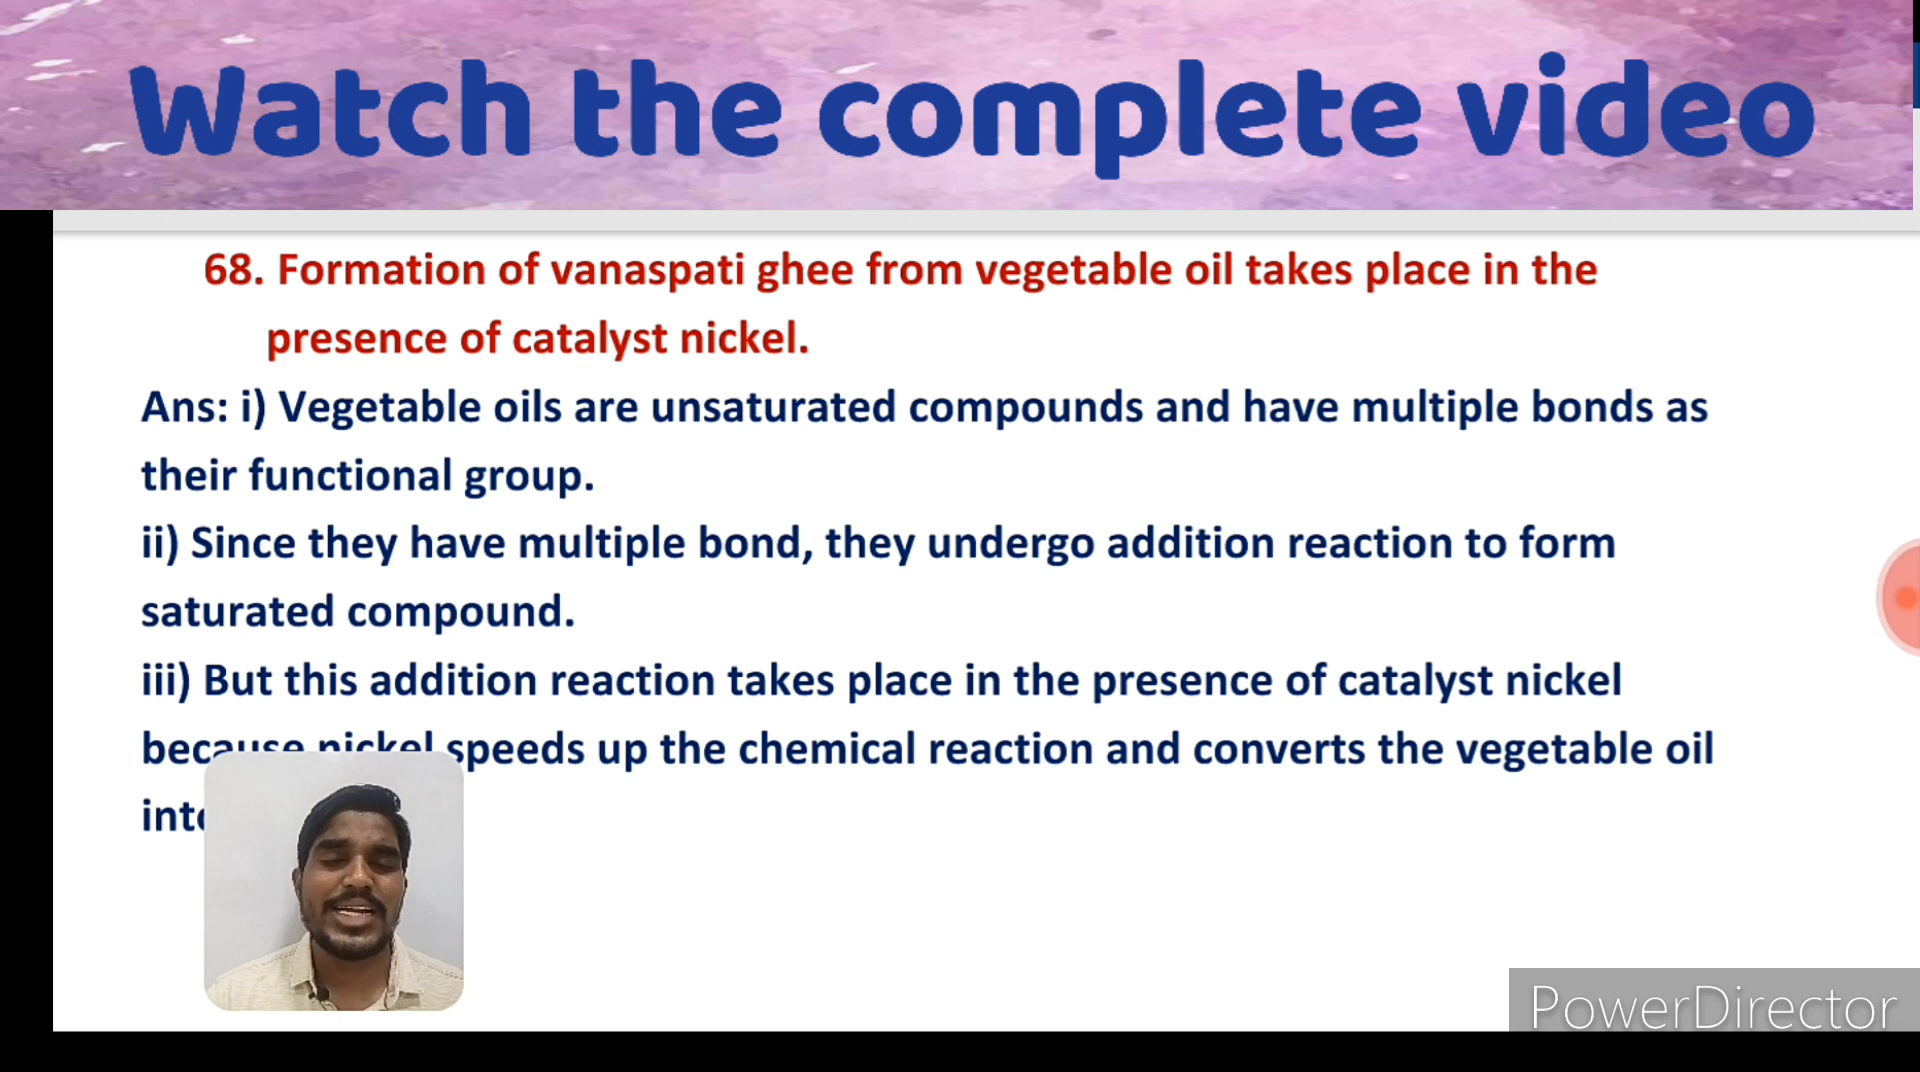 Watch the complete video
68. Formation of vanaspati ghee from vegetable oil takes place in the
presence of catalyst nickel.
Ans: i) Vegetable oils are unsaturated compounds and have multiple bonds as
their functional group.
ii) Since they have multiple bond, they undergo addition reaction to form
saturated compound.
iii) But this addition reaction takes place in the presence of catalyst nickel
because nickel speeds up the chemical reaction and converts the vegetable oil
PowerDirector